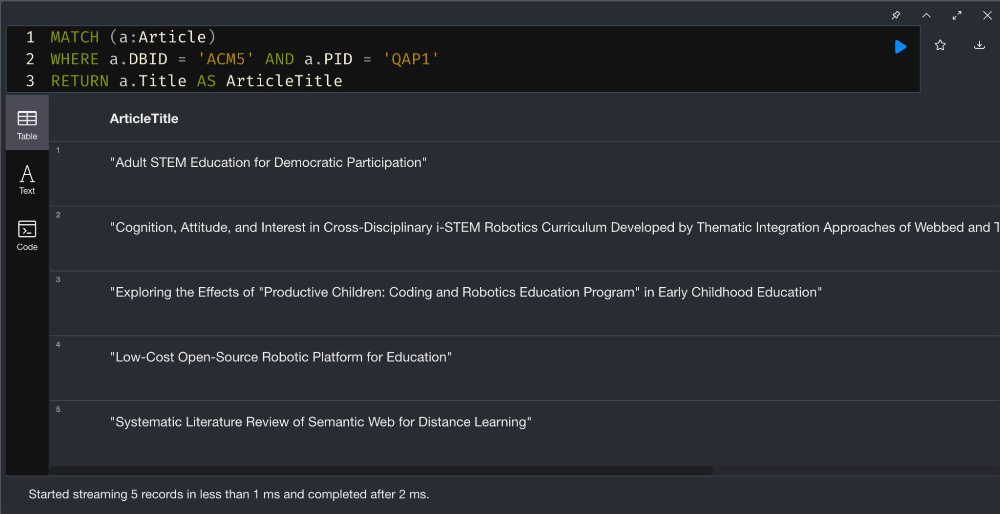 1 MATCH (a:Article)
2 WHERE a.DBID = 'ACM5' AND a.PID = 'QAP1'
3 RETURN a.Title AS ArticleTitle
Table
Text
Code
ArticleTitle
1
"Adult STEM Education for Democratic Participation"
2
"Cognition, Attitude, and Interest in Cross-Disciplinary i-STEM Robotics Curriculum Developed by Thematic Integration Approaches of Webbed and
3
"Exploring the Effects of "Productive Children: Coding and Robotics Education Program" in Early Childhood Education"
4
"Low-Cost Open-Source Robotic Platform for Education"
5
"Systematic Literature Review of Semantic Web for Distance Learning"
Started streaming 5 records in less than 1 ms and completed after 2 ms.